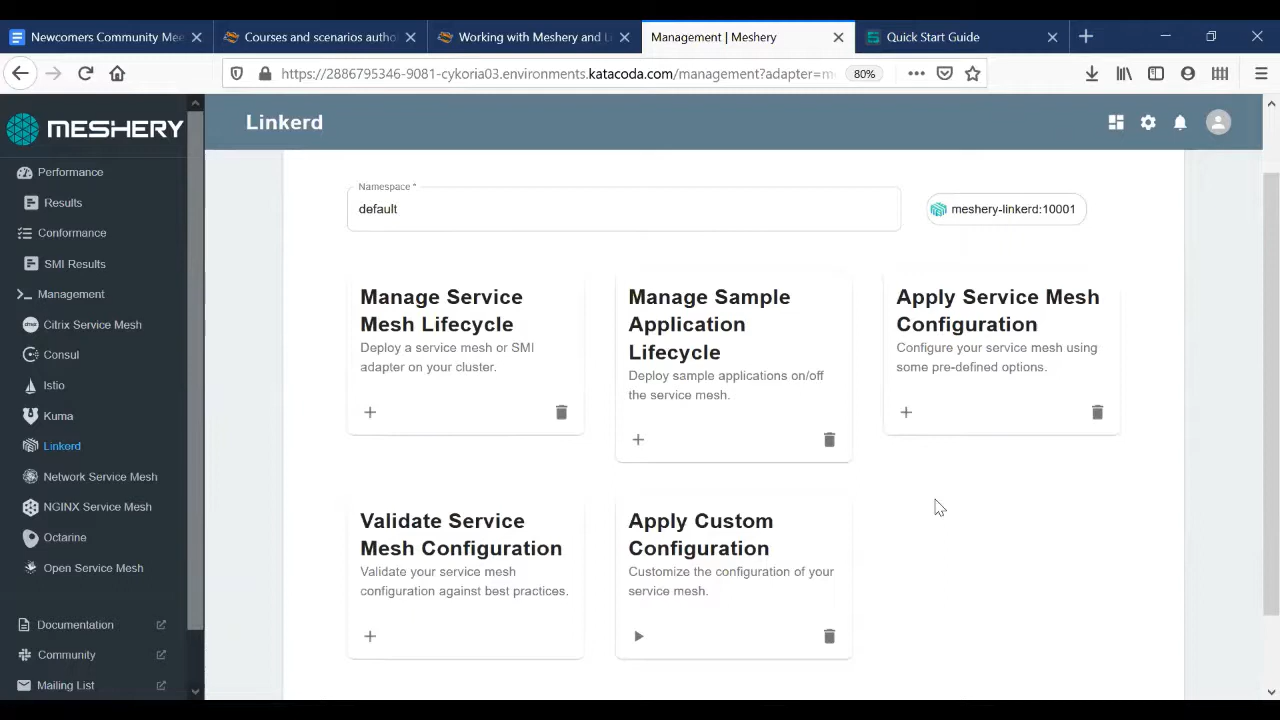 Newcomers Community Mee
Courses and scenarios autho
Working with Meshery and Li
Management | Meshery
Quick Start Guide
https://2886795346-9081-cykoria03.environments.katacoda.com/management?adapter=m
80%
MESHERY
Linkerd
Performance
Results
Conformance
SMI Results
Management
Citrix Service Mesh
Consul
Istio
Kuma
Linkerd
Network Service Mesh
NGINX Service Mesh
Octarine
Open Service Mesh
Documentation
Community
Mailing List
Namespace *
default
meshery-linkerd:10001
Manage Service
Mesh Lifecycle
Deploy a service mesh or SMI
adapter on your cluster.
Manage Sample
Application
Lifecycle
Deploy sample applications on/off
the service mesh.
Apply Service Mesh
Configuration
Configure your service mesh using
some pre-defined options.
Validate Service
Mesh Configuration
Validate your service mesh
configuration against best practices.
Apply Custom
Configuration
Customize the configuration of your
service mesh.